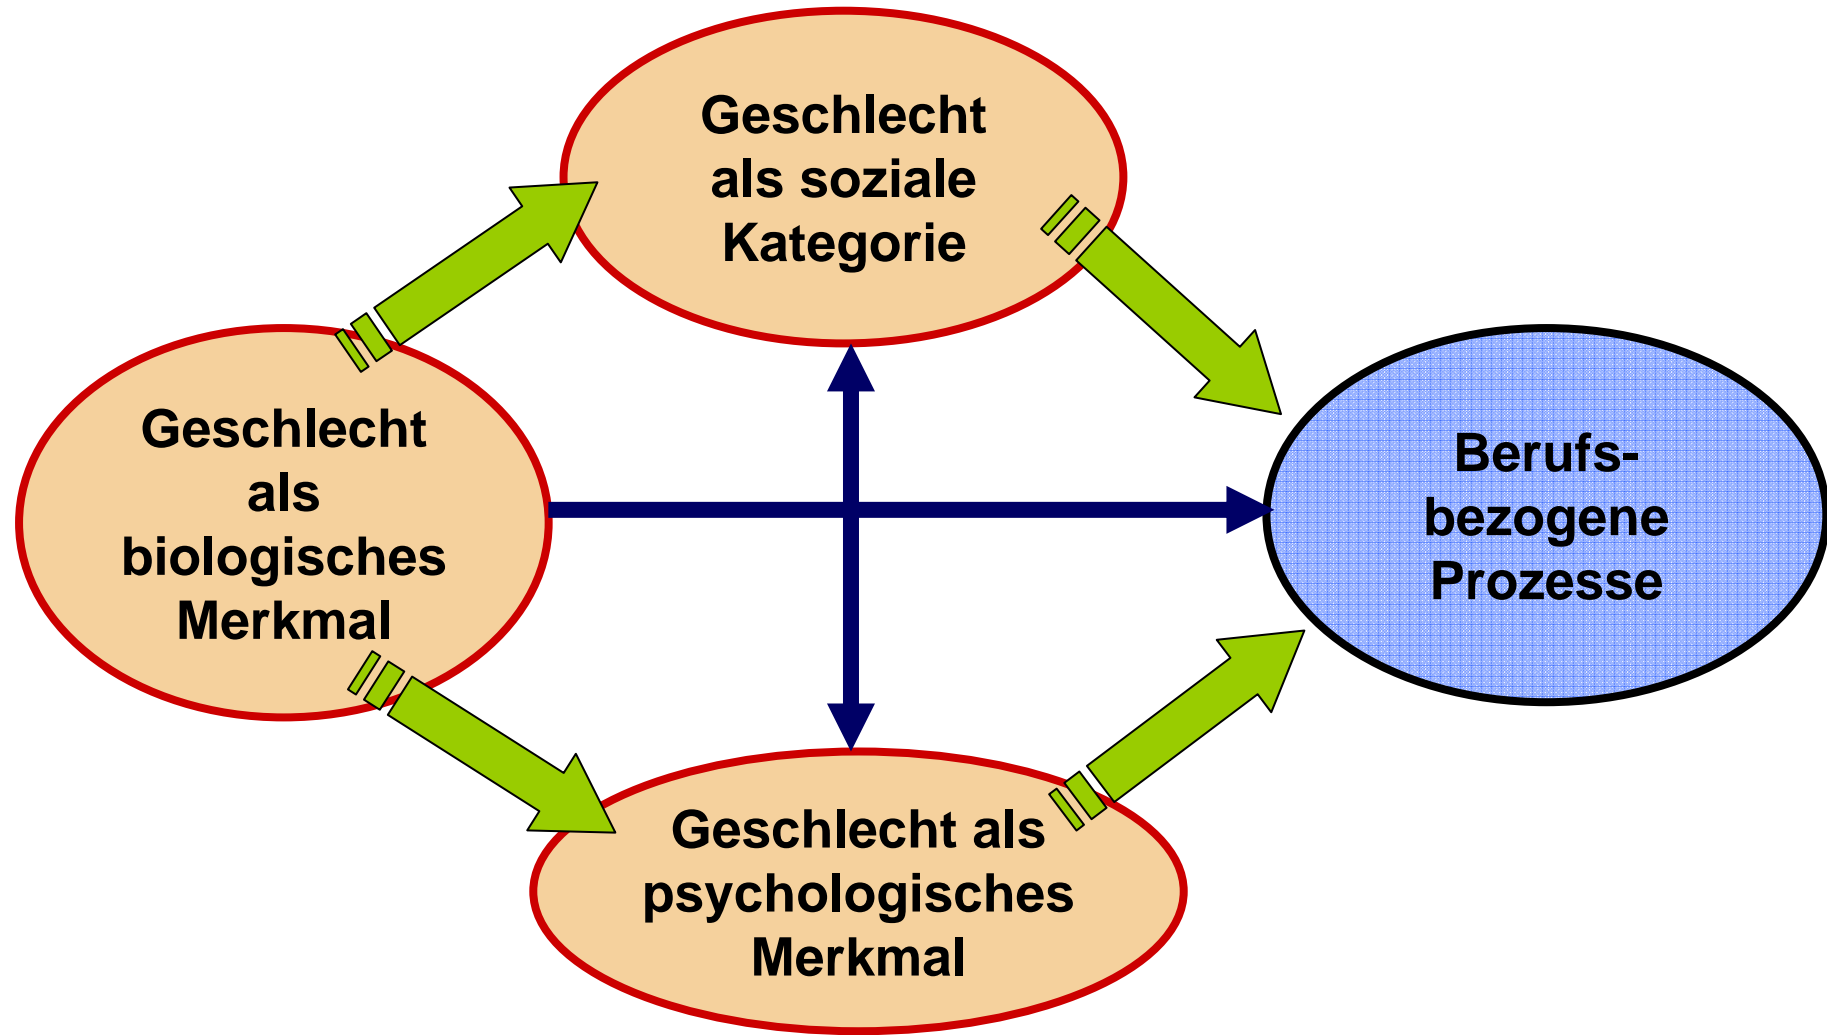 Geschlecht
als soziale
Kategorie
Geschlecht
als
biologisches
Merkmal
Berufs-
bezogene
Prozesse
Geschlecht als
psychologisches
Merkmal